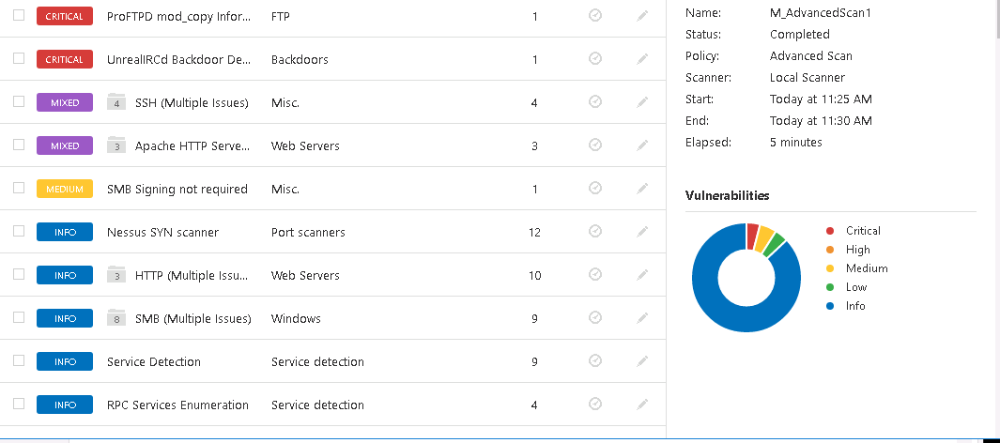 CRITICAL ProFTPD mod_copy Infor... FTP 1
CRITICAL UnrealIRCd Backdoor De... Backdoors 1
MIXED 4 SSH (Multiple Issues) Misc. 4
MIXED 3 Apache HTTP Serve... Web Servers 3
MEDIUM SMB Signing not required Misc. 1
INFO Nessus SYN scanner Port scanners 12
INFO 3 HTTP (Multiple Issu... Web Servers 10
INFO 8 SMB (Multiple Issues) Windows 9
INFO Service Detection Service detection 9
INFO RPC Services Enumeration Service detection 4
Name: M_AdvancedScan1
Status: Completed
Policy: Advanced Scan
Scanner: Local Scanner
Start: Today at 11:25 AM
End: Today at 11:30 AM
Elapsed: 5 minutes
Vulnerabilities
Critical
High
Medium
Low
Info